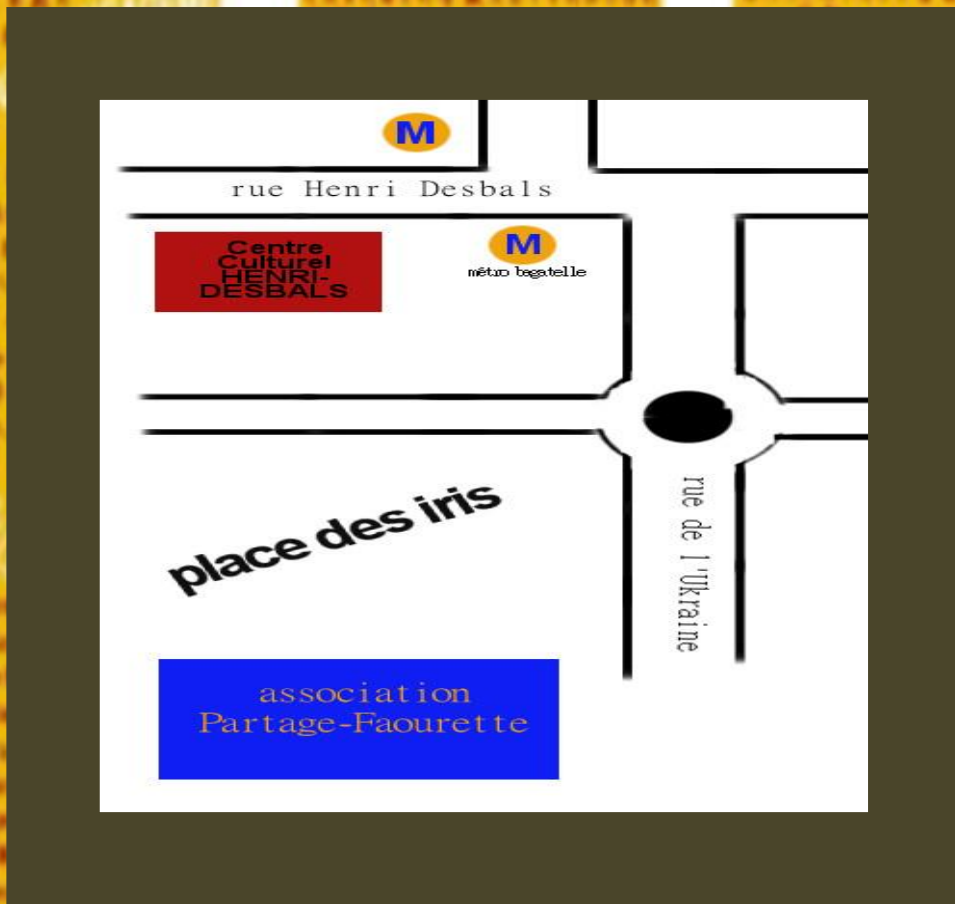 M
rue Henri Desbals
Centre
Culturel
HENRI-
DESBALS
M
métro bagatelle
place des iris
rue de l'Ukraine
association
Partage-Faourette